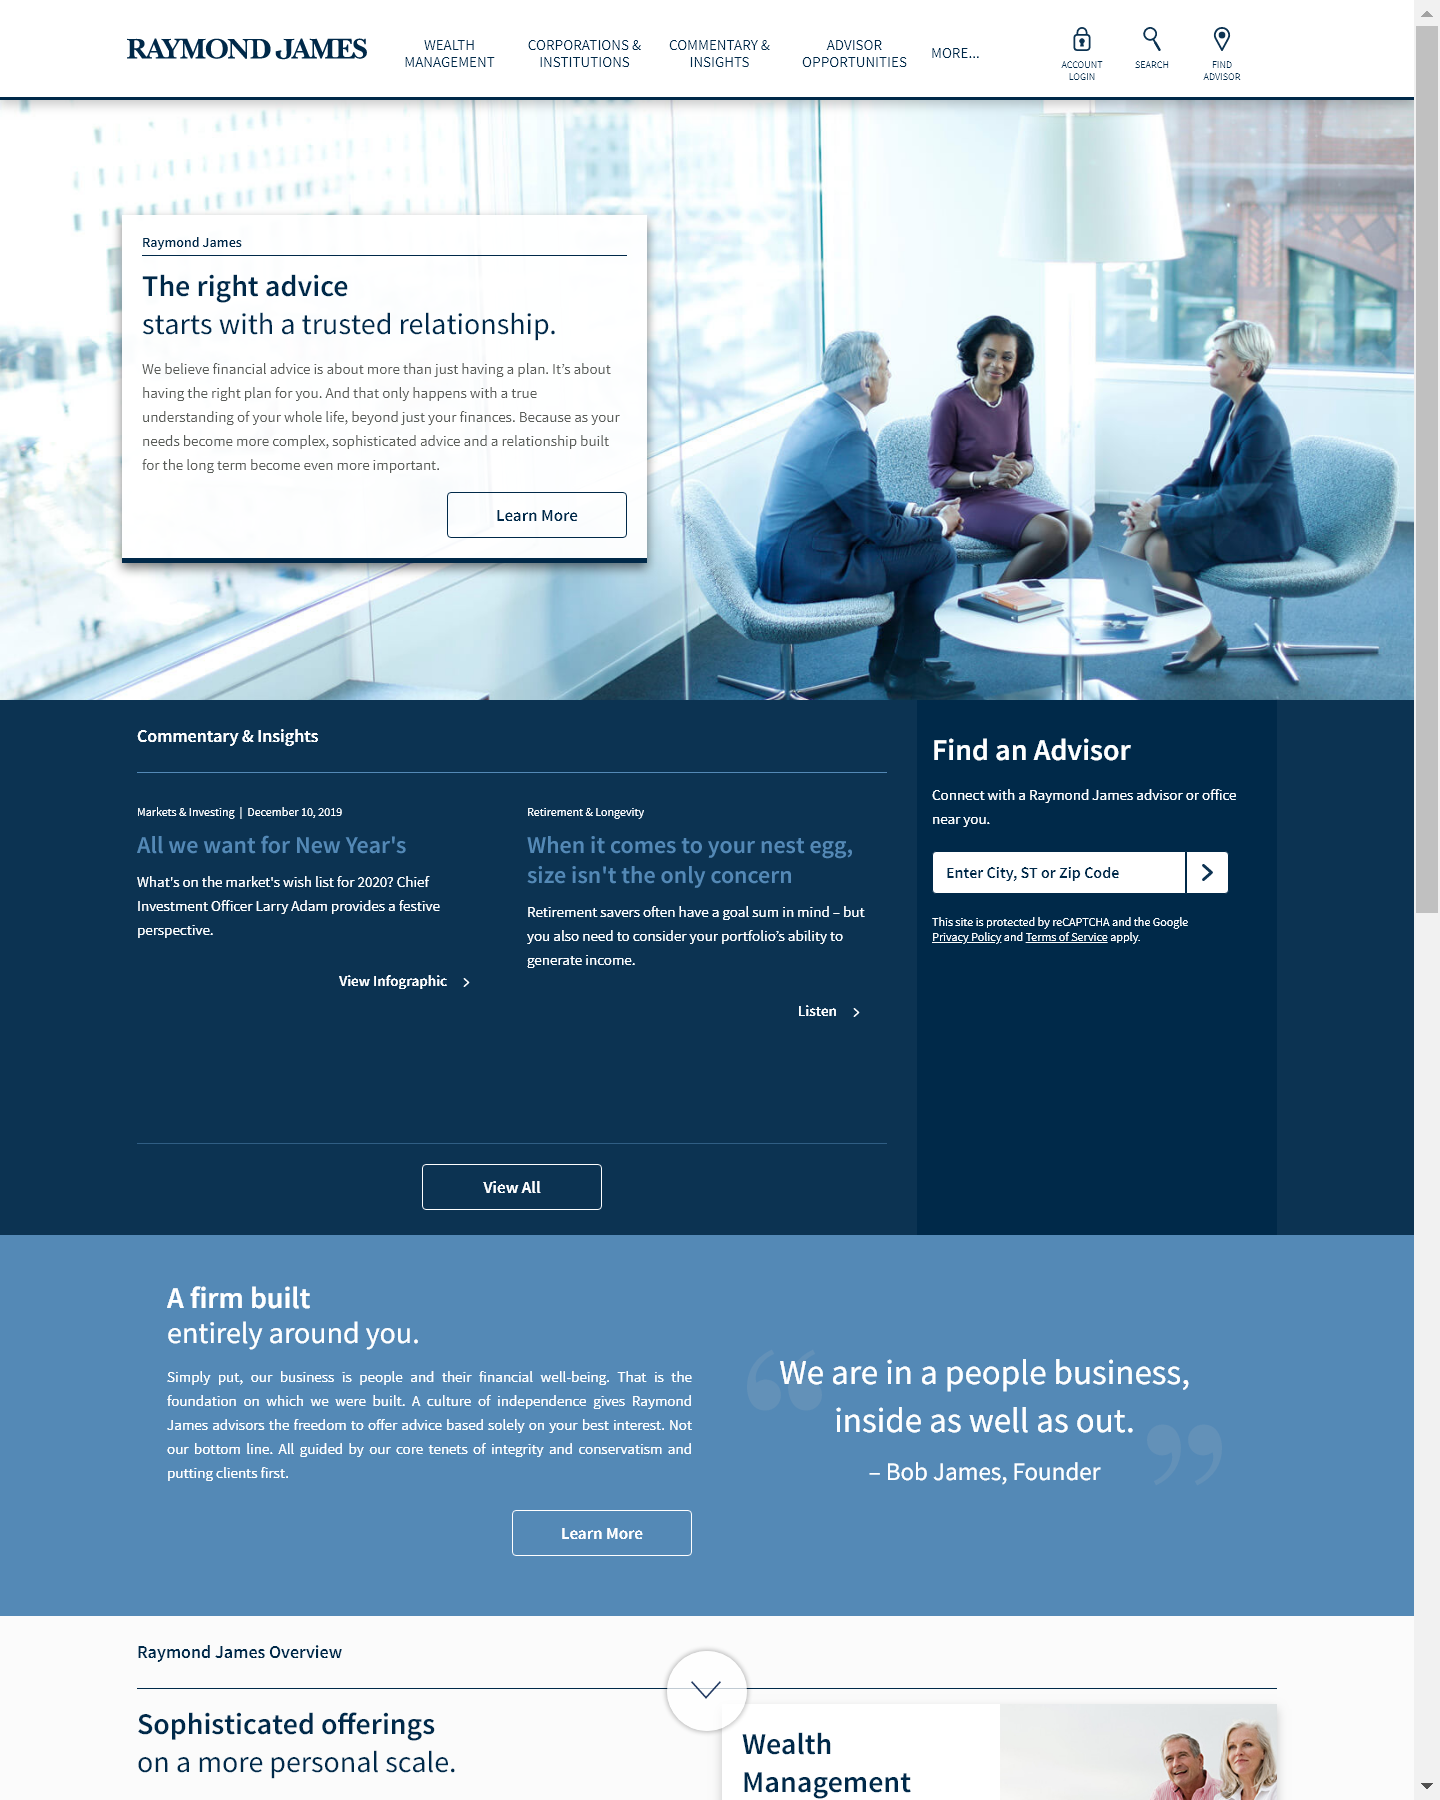 RAYMOND JAMES
WEALTH
MANAGEMENT
CORPORATIONS &
INSTITUTIONS
COMMENTARY &
INSIGHTS
ADVISOR
OPPORTUNITIES
MORE...
ACCOUNT
LOGIN
SEARCH
FIND
ADVISOR
Raymond James
The right advice
starts with a trusted relationship.
We believe financial advice is about more than just having a plan. It's about
having the right plan for you. And that only happens with a true
understanding of your whole life, beyond just your finances. Because as your
needs become more complex, sophisticated advice and a relationship built
for the long term become even more important.
Learn More
Commentary & Insights
Markets & Investing | December 10, 2019
All we want for New Year's
What's on the market's wish list for 2020? Chief
Investment Officer Larry Adam provides a festive
perspective.
View Infographic
Retirement & Longevity
When it comes to your nest egg,
size isn't the only concern
Retirement savers often have a goal sum in mind – but
you also need to consider your portfolio's ability to
generate income.
Listen
View All
Find an Advisor
Connect with a Raymond James advisor or office
near you.
Enter City, ST or Zip Code
This site is protected by reCAPTCHA and the Google
Privacy Policy and Terms of Service apply.
A firm built
entirely around you.
Simply put, our business is people and their financial well-being. That is the
foundation on which we were built. A culture of independence gives Raymond
James advisors the freedom to offer advice based solely on your best interest. Not
our bottom line. All guided by our core tenets of integrity and conservatism and
putting clients first.
Learn More
“We are in a people business,
inside as well as out.”
– Bob James, Founder
Raymond James Overview
Sophisticated offerings
on a more personal scale.
Wealth
Management